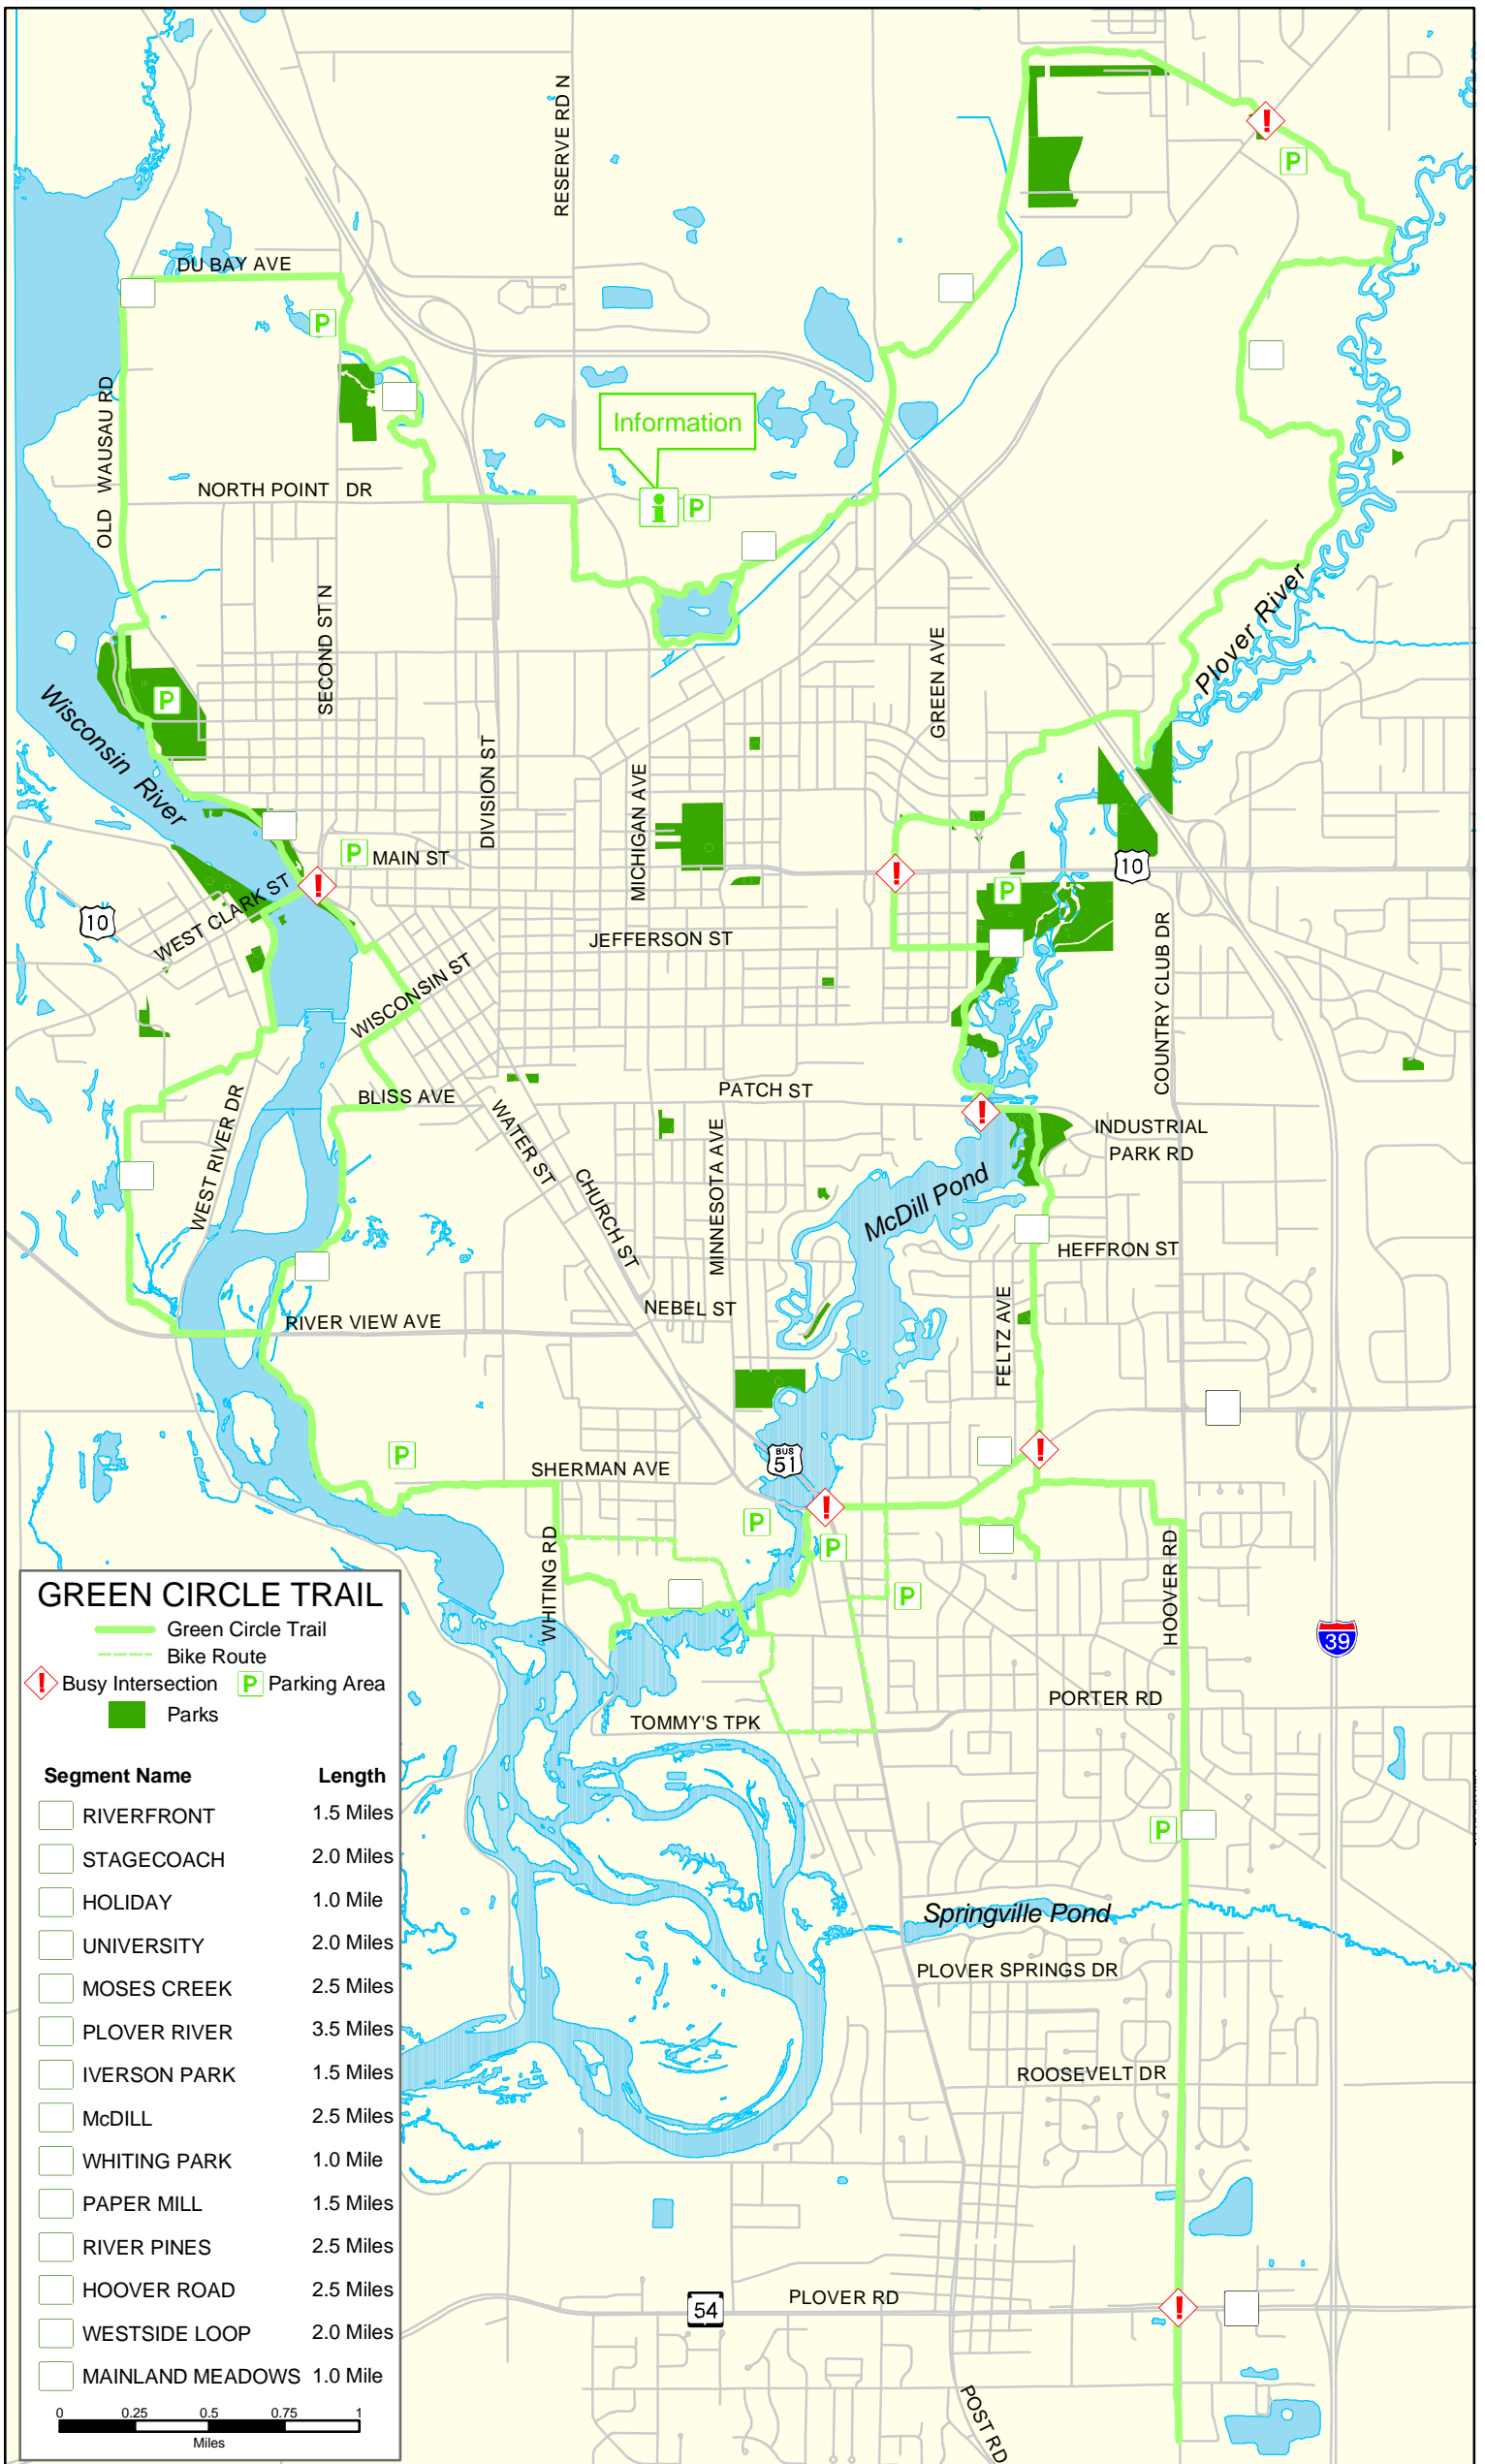 RESERVE RD N
P
DU BAY AVE
P
OLD WAUSAU RD
Information
i
P
NORTH POINT DR
SECOND ST N
GREEN AVE
Plover River
P
Wisconsin River
DIVISION ST
MICHIGAN AVE
P
MAIN ST
10
P
WEST CLARK ST
10
JEFFERSON ST
COUNTRY CLUB DR
WISCONSIN ST
BLISS AVE
PATCH ST
WATER ST
INDUSTRIAL
PARK RD
WEST RIVER DR
CHURCH ST
MINNESOTA AVE
McDill Pond
HEFFRON ST
NEBEL ST
RIVER VIEW AVE
FELTZ AVE
P
BUS
51
SHERMAN AVE
P
P
WHITING RD
HOOVER RD
P
39
PORTER RD
TOMMY'S TPK
P
Springville Pond
PLOVER SPRINGS DR
ROOSEVELT DR
PLOVER RD
54
POST RD
GREEN CIRCLE TRAIL
Green Circle Trail
Bike Route
! Busy Intersection P Parking Area
Parks
Segment Name Length
RIVERFRONT 1.5 Miles
STAGECOACH 2.0 Miles
HOLIDAY 1.0 Mile
UNIVERSITY 2.0 Miles
MOSES CREEK 2.5 Miles
PLOVER RIVER 3.5 Miles
IVERSON PARK 1.5 Miles
McDILL 2.5 Miles
WHITING PARK 1.0 Mile
PAPER MILL 1.5 Miles
RIVER PINES 2.5 Miles
HOOVER ROAD 2.5 Miles
WESTSIDE LOOP 2.0 Miles
MAINLAND MEADOWS 1.0 Mile
0 0.25 0.5 0.75 1
Miles